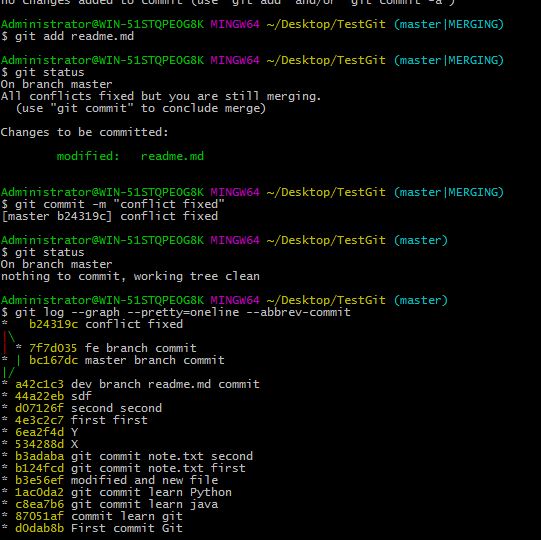 no changes added to commit (use "git add" and/or "git commit -a")
Administrator@WIN-51STQPEOG8K MINGW64 ~/Desktop/TestGit (master|MERGING)
$ git add readme.md
Administrator@WIN-51STQPEOG8K MINGW64 ~/Desktop/TestGit (master|MERGING)
$ git status
On branch master
All conflicts fixed but you are still merging.
  (use "git commit" to conclude merge)
Changes to be committed:
        modified:   readme.md
Administrator@WIN-51STQPEOG8K MINGW64 ~/Desktop/TestGit (master|MERGING)
$ git commit -m "conflict fixed"
[master b24319c] conflict fixed
Administrator@WIN-51STQPEOG8K MINGW64 ~/Desktop/TestGit (master)
$ git status
On branch master
nothing to commit, working tree clean
Administrator@WIN-51STQPEOG8K MINGW64 ~/Desktop/TestGit (master)
$ git log --graph --pretty=oneline --abbrev-commit
*   b24319c conflict fixed
|\
| * 7f7d035 fe branch commit
* | bc167dc master branch commit
|/
* a42c1c3 dev branch readme.md commit
* 44a22eb sdf
* d07126f second second
* 4e3c2c7 first first
* 6ea2f4d Y
* 534288d X
* b3adaba git commit note.txt second
* b124fcd git commit note.txt first
* b3e56ef modified and new file
* 1ac0da2 git commit learn Python
* c8ea7b6 git commit learn java
* 87051af commit learn git
* d0dab8b First commit Git